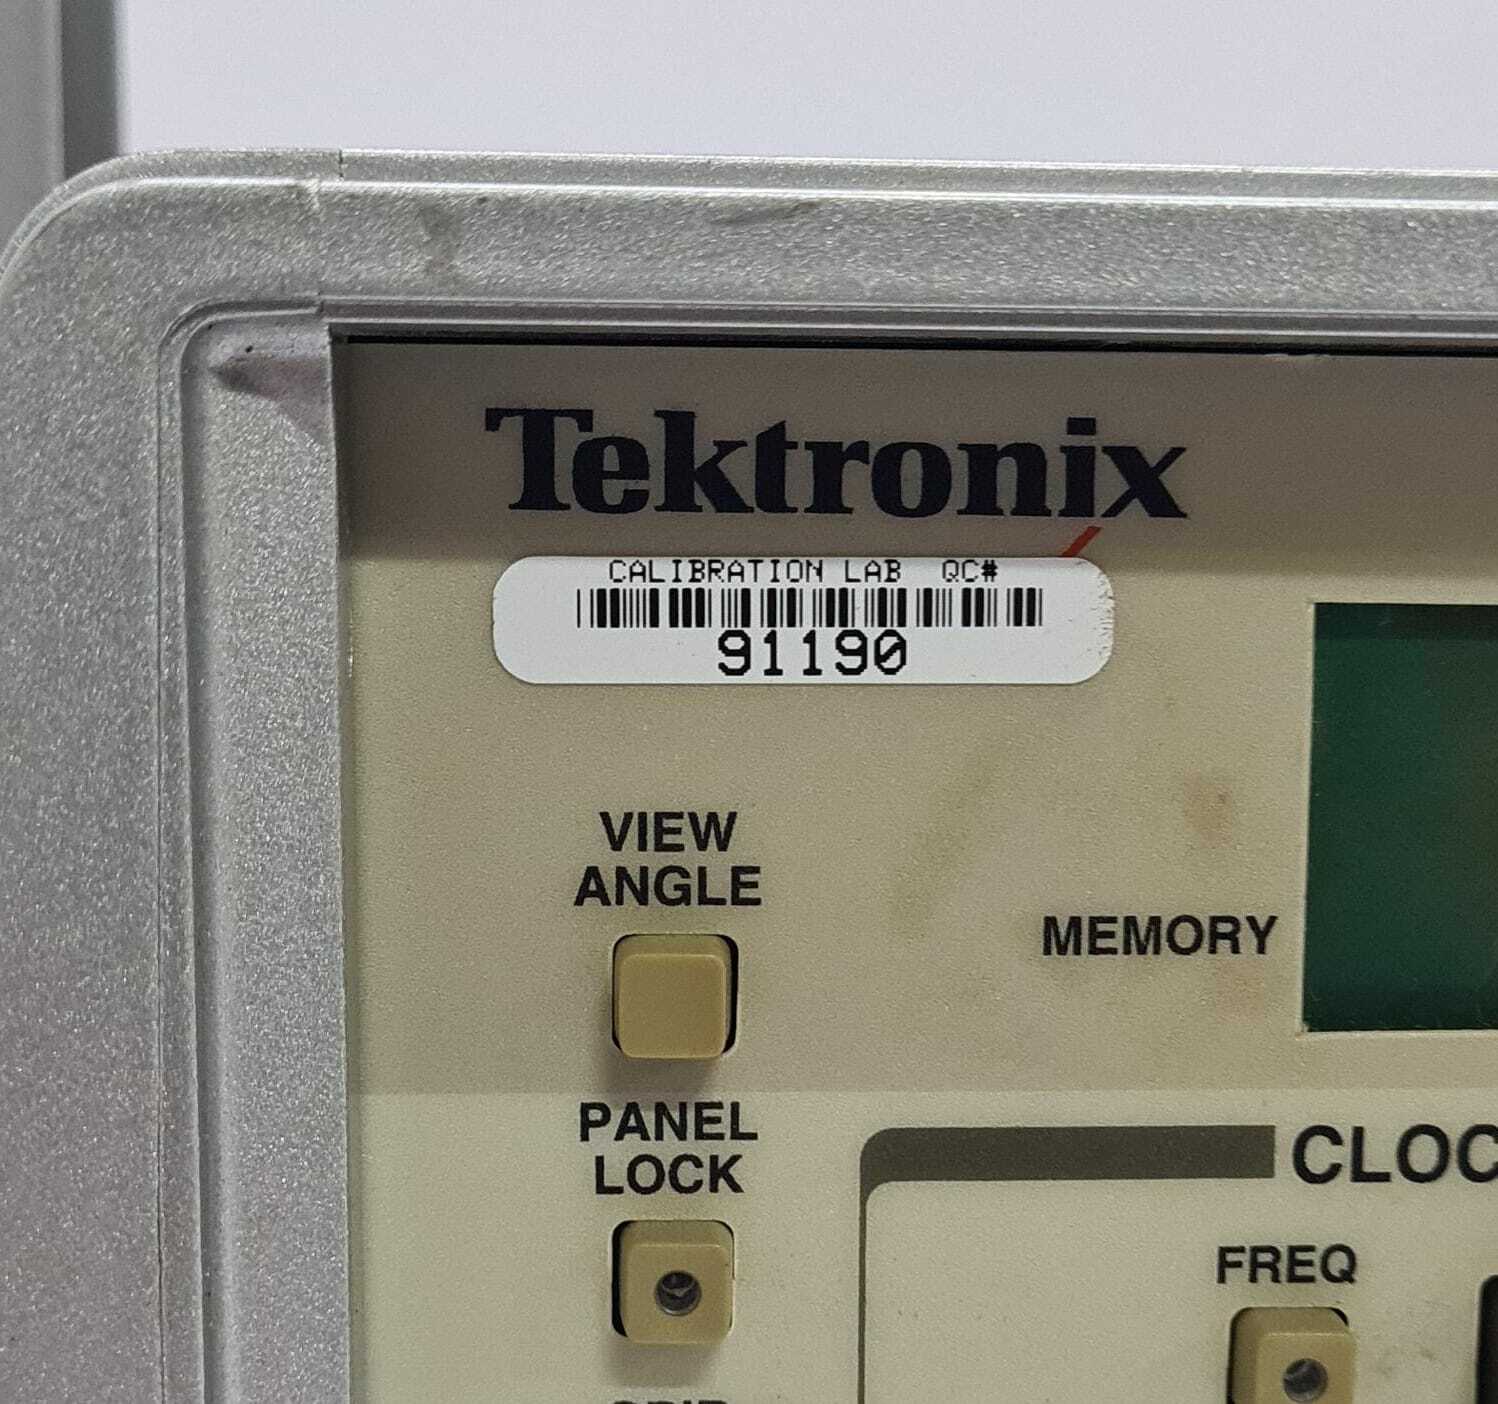 Tektronix
CALIBRATION LAB QC#
91190
VIEW
ANGLE
MEMORY
PANEL
LOCK
CLOC
FREQ